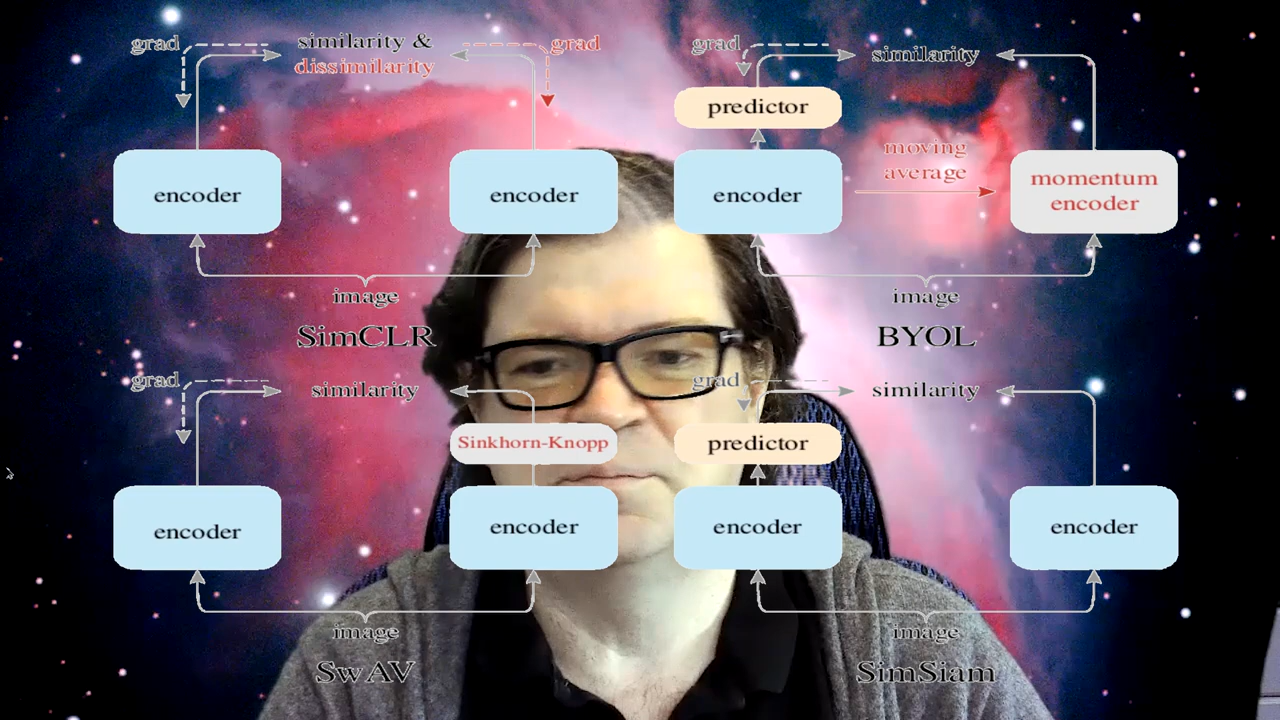 grad
similarity &
dissimilarity
grad
encoder
encoder
image
SimCLR
grad
similarity
predictor
moving
average
encoder
momentum
encoder
image
BYOL
grad
similarity
Sinkhorn-Knopp
encoder
encoder
image
SwAV
grad
similarity
predictor
encoder
encoder
image
SimSiam